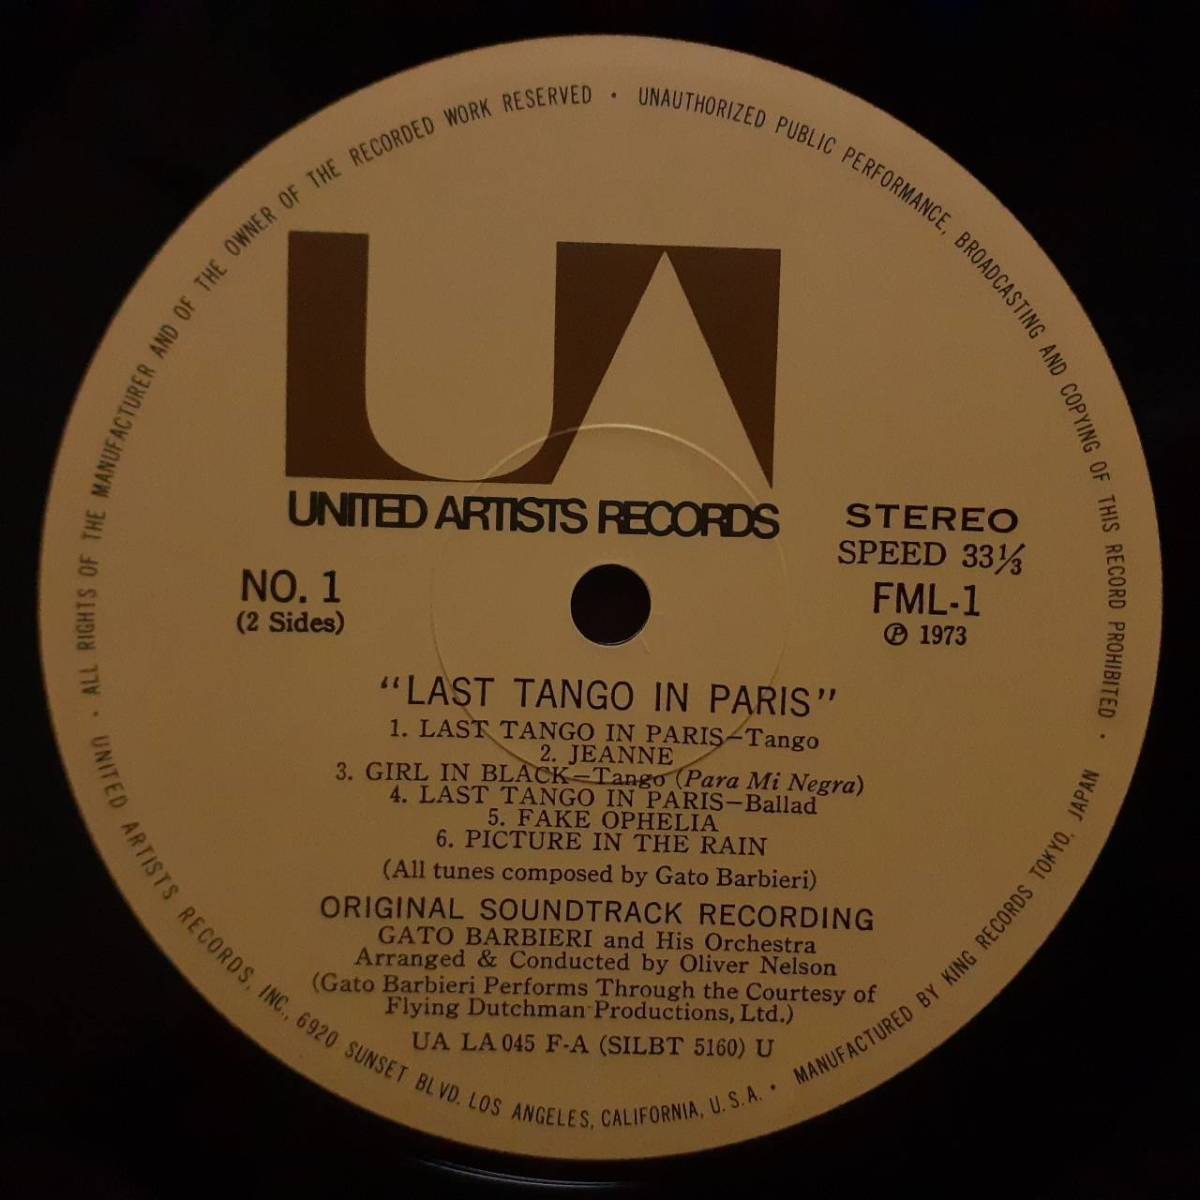 ALL RIGHTS OF THE MANUFACTURER AND OF THE OWNER OF THE RECORDED WORK RESERVED · UNAUTHORIZED PUBLIC PERFORMANCE, BROADCASTING AND COPYING OF THIS RECORD PROHIBITED ·
UA
UNITED ARTISTS RECORDS
STEREO
SPEED 33⅓
FML-1
℗ 1973
NO. 1
(2 Sides)
"LAST TANGO IN PARIS"
1. LAST TANGO IN PARIS—Tango
2. JEANNE
3. GIRL IN BLACK—Tango (Para Mi Negra)
4. LAST TANGO IN PARIS—Ballad
5. FAKE OPHELIA
6. PICTURE IN THE RAIN
(All tunes composed by Gato Barbieri)
ORIGINAL SOUNDTRACK RECORDING
GATO BARBIERI and His Orchestra
Arranged & Conducted by Oliver Nelson
(Gato Barbieri Performs Through the Courtesy of
Flying Dutchman Productions, Ltd.)
UA LA 045 F-A (SILBT 5160) U
UNITED ARTISTS RECORDS, INC., 6920 SUNSET BLVD. LOS ANGELES, CALIFORNIA, U.S.A. · MANUFACTURED BY KING RECORDS TOKYO, JAPAN